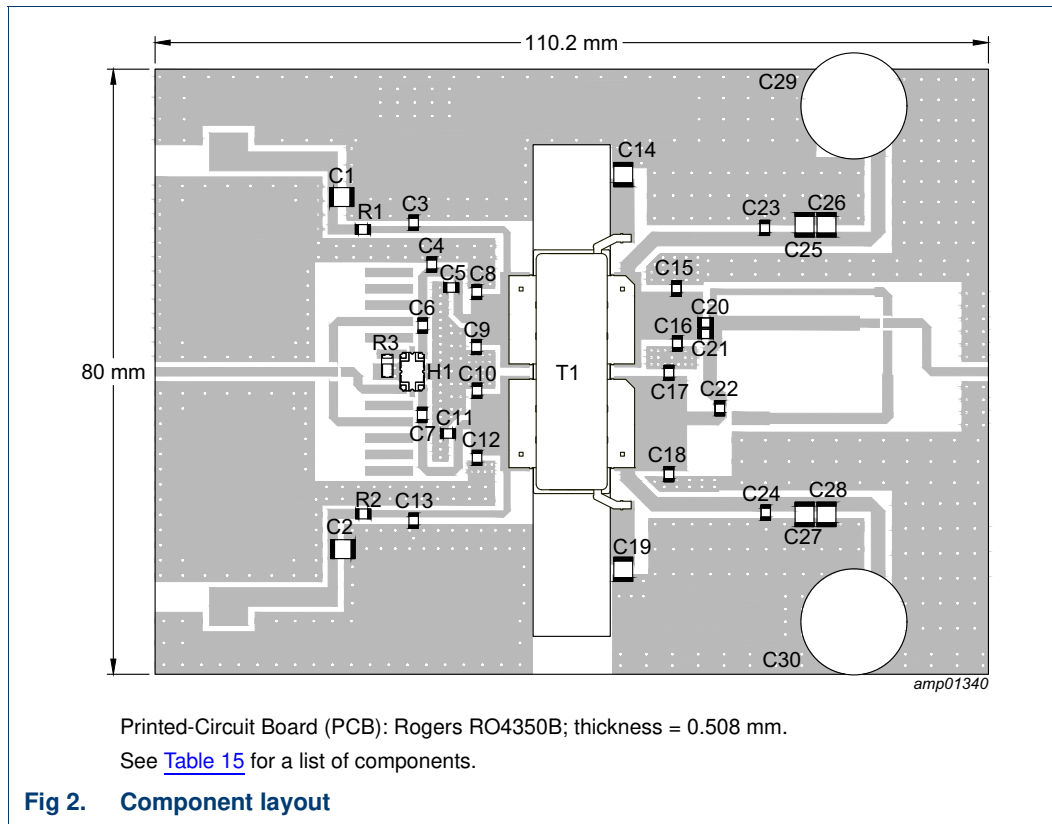 110.2 mm
C29
C14
C1
R1
C3
C23
C26
C25
C4
C5
C8
C15
C6
C20
C9
C16
C21
R3
80 mm
H1
T1
C10
C17
C22
C7
C11
C12
C18
R2
C13
C24
C28
C27
C2
C19
C30
amp01340
Printed-Circuit Board (PCB): Rogers RO4350B; thickness = 0.508 mm.
See Table 15 for a list of components.
Fig 2. Component layout